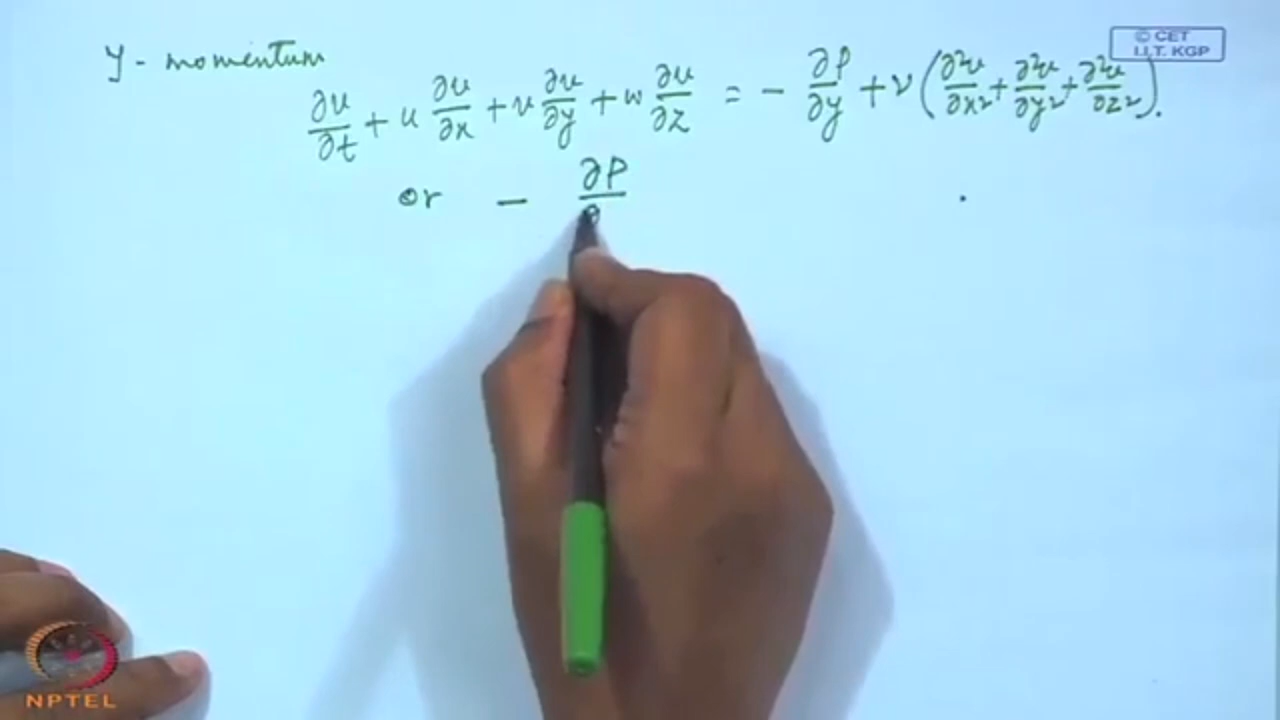 © CET
I.I.T. KGP
Y - momentum
∂v/∂t + u ∂v/∂x + v ∂v/∂y + w ∂v/∂z = - ∂p/∂y + ν (∂²v/∂x² + ∂²v/∂y² + ∂²v/∂z²).
or - ∂p/∂
NPTEL